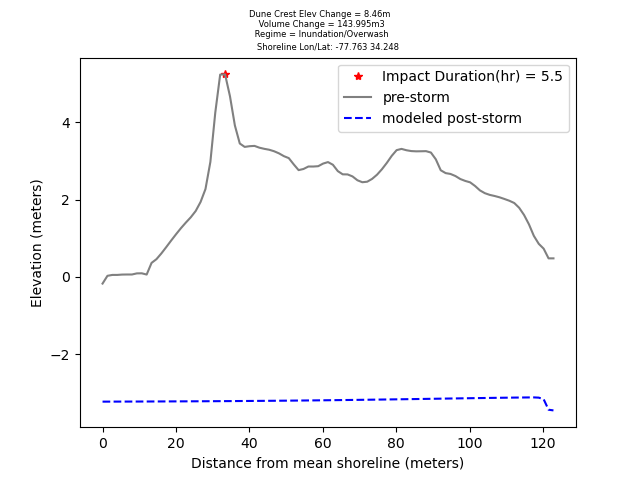 Dune Crest Elev Change = 8.46m
Volume Change = 143.995m3
Regime = Inundation/Overwash
Shoreline Lon/Lat: -77.763 34.248
Impact Duration(hr) = 5.5
pre-storm
modeled post-storm
Elevation (meters)
4
2
0
−2
0 20 40 60 80 100 120
Distance from mean shoreline (meters)